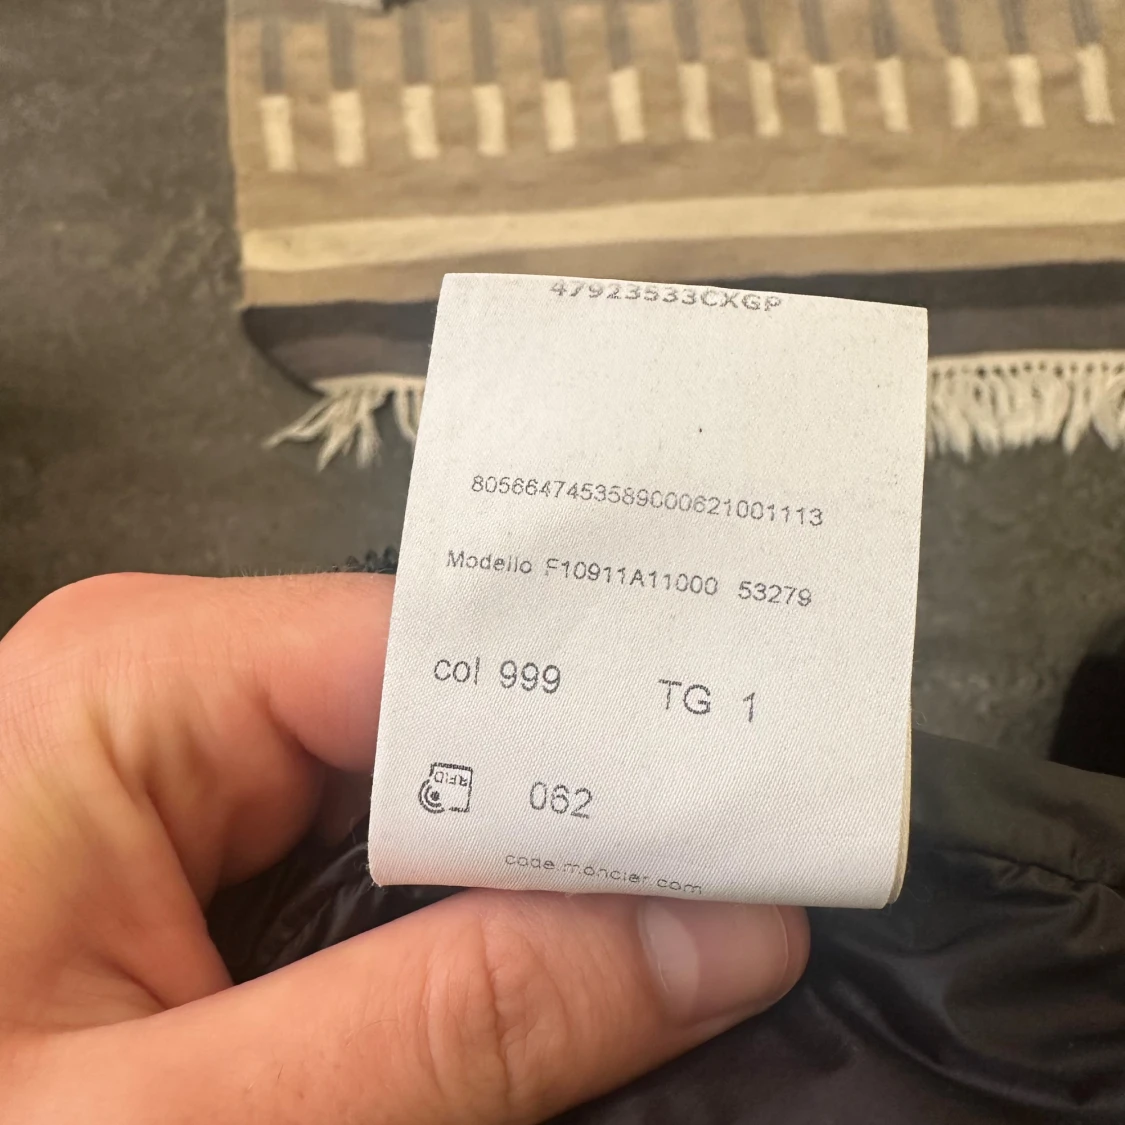 47923533CXGP
8056647453589000621001113
Modello F10911A11000 53279
col 999 TG 1
RFID 062
code.moncler.com